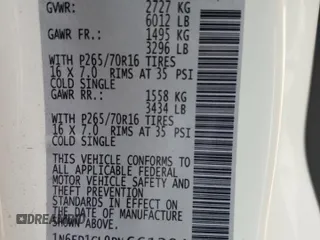 GVWR: 2727 KG
6012 LB
GAWR FR: 1495 KG
3296 LB
WITH P265/70R16 TIRES
16 X 7.0 RIMS AT 35 PSI
COLD SINGLE
GAWR RR: 1558 KG
3434 LB
WITH P265/70R16 TIRES
16 X 7.0 RIMS AT 35 PSI
COLD SINGLE
THIS VEHICLE CONFORMS TO
ALL APPLICABLE FEDERAL
MOTOR VEHICLE SAFETY AND
THEFT PREVENTION STANDARDS
IN EFFECT ON THE DATE OF
MANUFACTURE SHOWN ABOVE